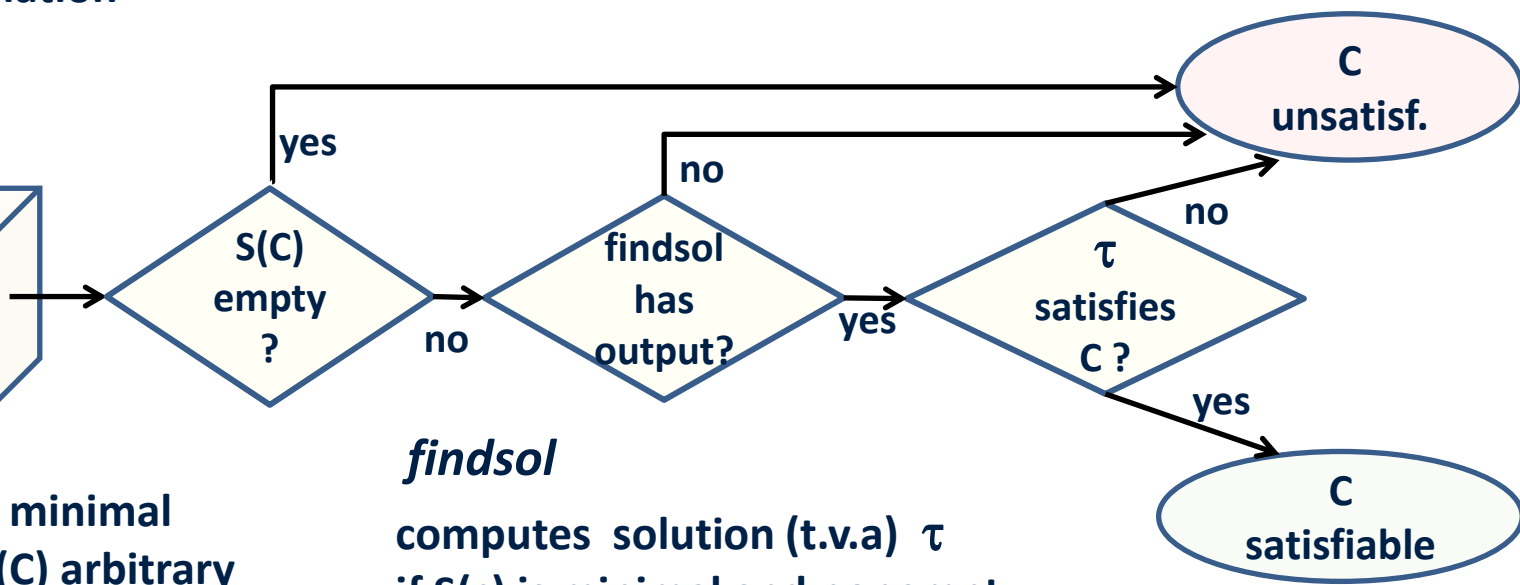 C
unsatisf.
yes
no
S(C)
empty
?
no
findsol
has
output?
yes
τ
satisfies
C ?
no
yes
C
satisfiable
findsol
minimal
(C) arbitrary
computes solution (t.v.a) τ